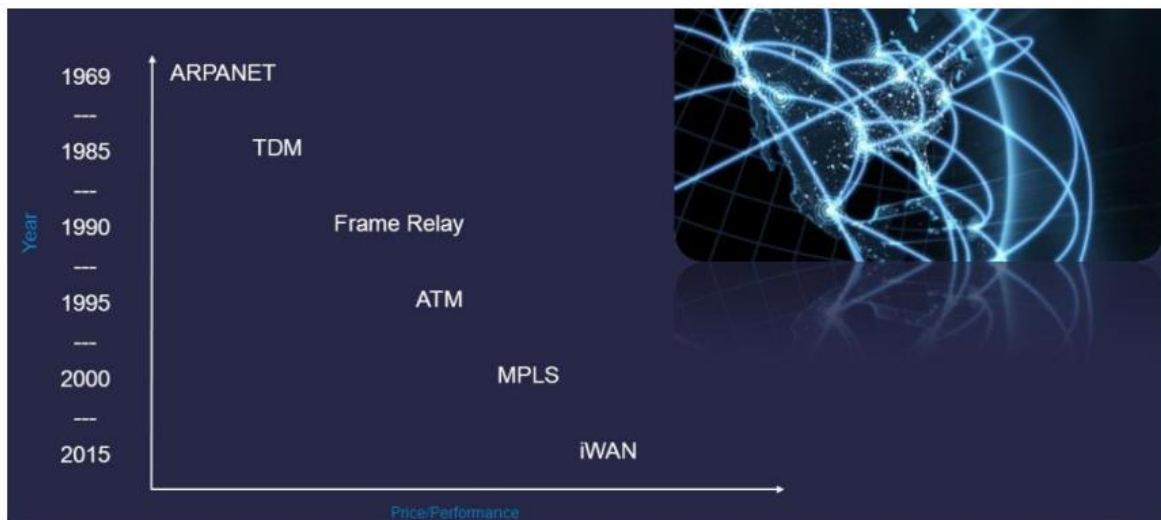 1969 ARPANET
---
1985 TDM
---
1990 Frame Relay
---
1995 ATM
---
2000 MPLS
---
2015 iWAN
Year
Price/Performance